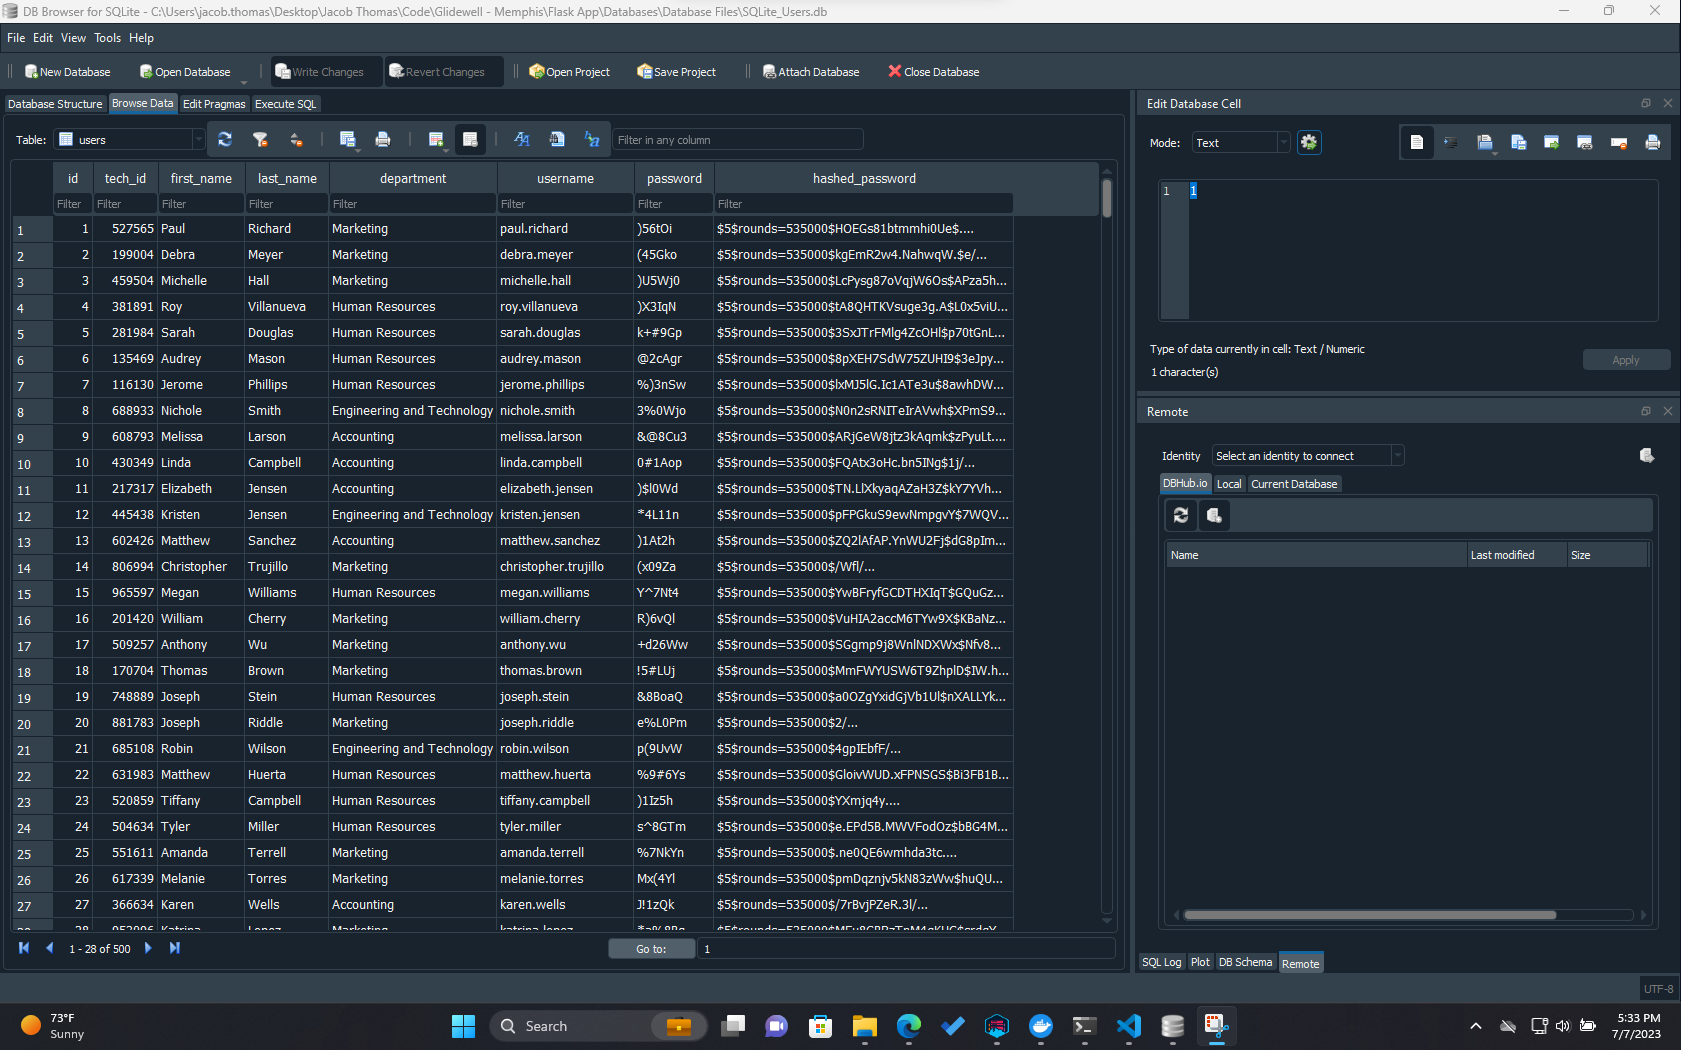 DB Browser for SQLite - C:\Users\jacob.thomas\Desktop\Jacob Thomas\Code\Glidewell - Memphis\Flask App\Databases\Database Files\SQLite_Users.db
File Edit View Tools Help
New Database Open Database Write Changes Revert Changes Open Project Save Project Attach Database Close Database
Database Structure Browse Data Edit Pragmas Execute SQL
Table: users Filter in any column
id tech_id first_name last_name department username password hashed_password
Filter Filter Filter Filter Filter Filter Filter Filter
1 1 527565 Paul Richard Marketing paul.richard )56tOi $5$rounds=535000$HOEGs81btmmhi0Ue$....
2 2 199004 Debra Meyer Marketing debra.meyer (45Gko $5$rounds=535000$kgEmR2w4.NahwqW.$e/...
3 3 459504 Michelle Hall Marketing michelle.hall )U5Wj0 $5$rounds=535000$LcPysg87oVqjW6Os$APza5h...
4 4 381891 Roy Villanueva Human Resources roy.villanueva )X3IqN $5$rounds=535000$tA8QHTKVsuge3g.A$L0x5viU...
5 5 281984 Sarah Douglas Human Resources sarah.douglas k+#9Gp $5$rounds=535000$3SxJTrFMlg4ZcOHl$p70tGnL...
6 6 135469 Audrey Mason Human Resources audrey.mason @2cAgr $5$rounds=535000$8pXEH7SdW75ZUHI9$3eJpy...
7 7 116130 Jerome Phillips Human Resources jerome.phillips %)3nSw $5$rounds=535000$lxMJ5lG.Ic1ATe3u$8awhDW...
8 8 688933 Nichole Smith Engineering and Technology nichole.smith 3%0Wjo $5$rounds=535000$N0n2sRNITeIrAVwh$XPmS9...
9 9 608793 Melissa Larson Accounting melissa.larson &@8Cu3 $5$rounds=535000$ARjGeW8jtz3kAqmk$zPyuLt....
10 10 430349 Linda Campbell Accounting linda.campbell 0#1Aop $5$rounds=535000$FQAtx3oHc.bn5INg$1j/...
11 11 217317 Elizabeth Jensen Accounting elizabeth.jensen )$l0Wd $5$rounds=535000$TN.LlXkyaqAZaH3Z$kY7YVh...
12 12 445438 Kristen Jensen Engineering and Technology kristen.jensen *4L11n $5$rounds=535000$pFPGkuS9ewNmpgvY$7WQV...
13 13 602426 Matthew Sanchez Accounting matthew.sanchez )1At2h $5$rounds=535000$ZQ2lAfAP.YnWU2Fj$dG8pIm...
14 14 806994 Christopher Trujillo Marketing christopher.trujillo (x09Za $5$rounds=535000$/Wfl/...
15 15 965597 Megan Williams Human Resources megan.williams Y^7Nt4 $5$rounds=535000$YwBFryfGCDTHXIqT$GQuGz...
16 16 201420 William Cherry Marketing william.cherry R)6vQl $5$rounds=535000$VuHIA2accM6TYw9X$KBaNz...
17 17 509257 Anthony Wu Marketing anthony.wu +d26Ww $5$rounds=535000$SGgmp9j8WnlNDXWx$Nfv8...
18 18 170704 Thomas Brown Marketing thomas.brown !5#LUj $5$rounds=535000$MmFWYUSW6T9ZhplD$IW.h...
19 19 748889 Joseph Stein Human Resources joseph.stein &8BoaQ $5$rounds=535000$a0OZgYxidGjVb1Ul$nXALLYk...
20 20 881783 Joseph Riddle Marketing joseph.riddle e%L0Pm $5$rounds=535000$2/...
21 21 685108 Robin Wilson Engineering and Technology robin.wilson p(9UvW $5$rounds=535000$4gpIEbfF/...
22 22 631983 Matthew Huerta Human Resources matthew.huerta %9#6Ys $5$rounds=535000$GloivWUD.xFPNSGS$Bi3FB1B...
23 23 520859 Tiffany Campbell Human Resources tiffany.campbell )1Iz5h $5$rounds=535000$YXmjq4y....
24 24 504634 Tyler Miller Human Resources tyler.miller s^8GTm $5$rounds=535000$e.EPd5B.MWVFodOz$bBG4M...
25 25 551611 Amanda Terrell Marketing amanda.terrell %7NkYn $5$rounds=535000$.ne0QE6wmhda3tc....
26 26 617339 Melanie Torres Marketing melanie.torres Mx(4Yl $5$rounds=535000$pmDqznjv5kN83zWw$huQU...
27 27 366634 Karen Wells Accounting karen.wells J!1zQk $5$rounds=535000$/7rBvjPZeR.3l/...
1 - 28 of 500 Go to: 1
Edit Database Cell
Mode: Text
1 1
Type of data currently in cell: Text / Numeric
1 character(s)
Apply
Remote
Identity Select an identity to connect
DBHub.io Local Current Database
Name Last modified Size
SQL Log Plot DB Schema Remote
UTF-8
73°F
Sunny
Search
5:33 PM
7/7/2023